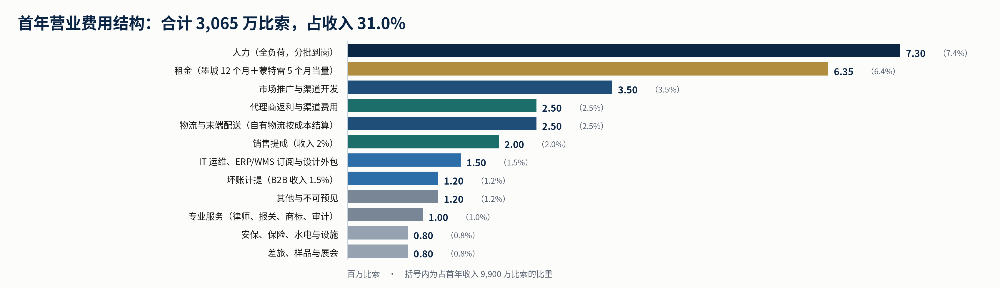 首年营业费用结构：合计 3,065 万比索，占收入 31.0%
人力（全负荷，分批到岗） 7.30 （7.4%）
租金（墨城 12 个月＋蒙特雷 5 个月当量） 6.35 （6.4%）
市场推广与渠道开发 3.50 （3.5%）
代理商返利与渠道费用 2.50 （2.5%）
物流与末端配送（自有物流按成本结算） 2.50 （2.5%）
销售提成（收入 2%） 2.00 （2.0%）
IT 运维、ERP/WMS 订阅与设计外包 1.50 （1.5%）
坏账计提（B2B 收入 1.5%） 1.20 （1.2%）
其他与不可预见 1.20 （1.2%）
专业服务（律师、报关、商标、审计） 1.00 （1.0%）
安保、保险、水电与设施 0.80 （0.8%）
差旅、样品与展会 0.80 （0.8%）
百万比索 · 括号内为占首年收入 9,900 万比索的比重